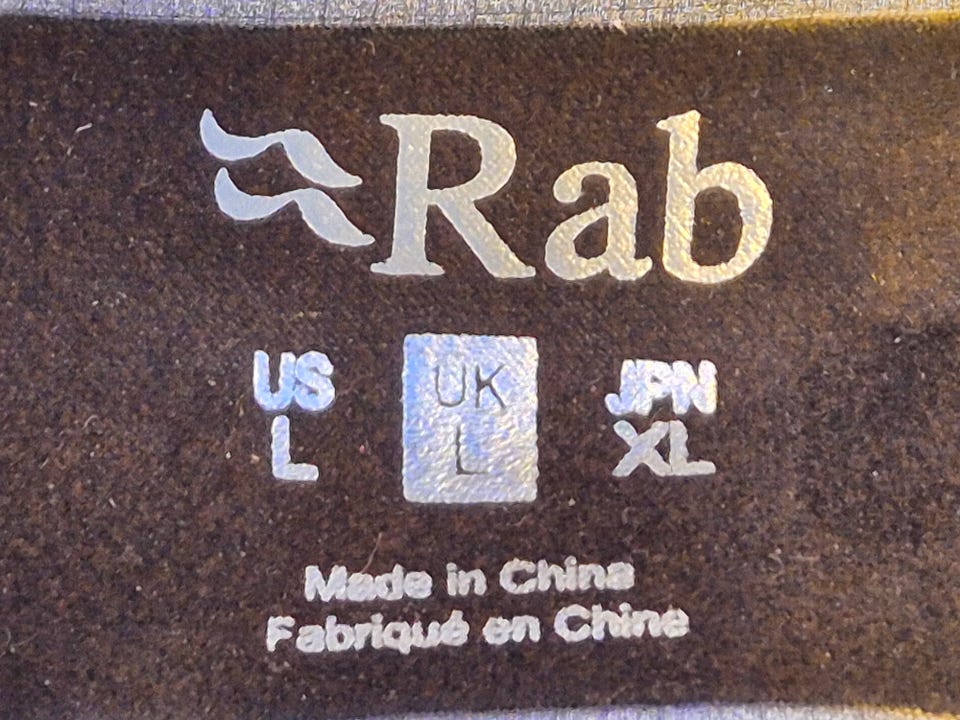 Rab
US UK JPN
L L XL
Made in China
Fabriqué en Chine